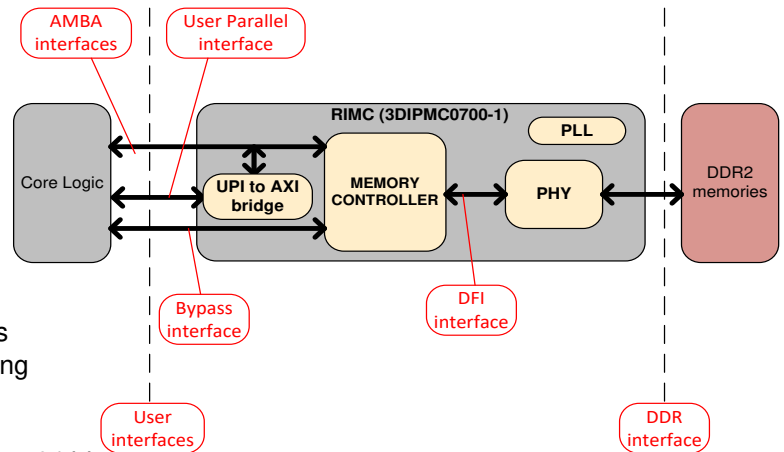 AMBA
interfaces
User Parallel
interface
RIMC (3DIPMC0700-1)
PLL
Core Logic
UPI to AXI
bridge
MEMORY
CONTROLLER
PHY
DDR2
memories
Bypass
interface
DFI
interface
s
ng
User
interfaces
DDR
interface